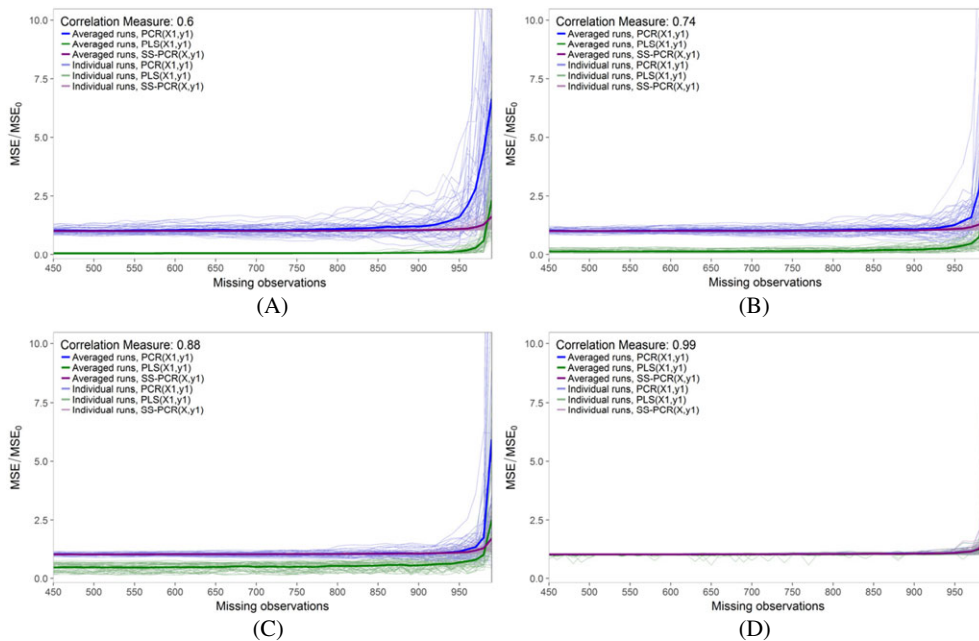 Correlation Measure: 0.6
Averaged runs, PCR(X1,y1)
Averaged runs, PLS(X1,y1)
Averaged runs, SS-PCR(X,y1)
Individual runs, PCR(X1,y1)
Individual runs, PLS(X1,y1)
Individual runs, SS-PCR(X,y1)
10.0
7.5
5.0
2.5
0.0
MSE/MSE₀
450 500 550 600 650 700 750 800 850 900 950
Missing observations
(A)
Correlation Measure: 0.74
Averaged runs, PCR(X1,y1)
Averaged runs, PLS(X1,y1)
Averaged runs, SS-PCR(X,y1)
Individual runs, PCR(X1,y1)
Individual runs, PLS(X1,y1)
Individual runs, SS-PCR(X,y1)
10.0
7.5
5.0
2.5
0.0
MSE/MSE₀
450 500 550 600 650 700 750 800 850 900 950
Missing observations
(B)
Correlation Measure: 0.88
Averaged runs, PCR(X1,y1)
Averaged runs, PLS(X1,y1)
Averaged runs, SS-PCR(X,y1)
Individual runs, PCR(X1,y1)
Individual runs, PLS(X1,y1)
Individual runs, SS-PCR(X,y1)
10.0
7.5
5.0
2.5
0.0
MSE/MSE₀
450 500 550 600 650 700 750 800 850 900 950
Missing observations
(C)
Correlation Measure: 0.99
Averaged runs, PCR(X1,y1)
Averaged runs, PLS(X1,y1)
Averaged runs, SS-PCR(X,y1)
Individual runs, PCR(X1,y1)
Individual runs, PLS(X1,y1)
Individual runs, SS-PCR(X,y1)
10.0
7.5
5.0
2.5
0.0
MSE/MSE₀
450 500 550 600 650 700 750 800 850 900 950
Missing observations
(D)